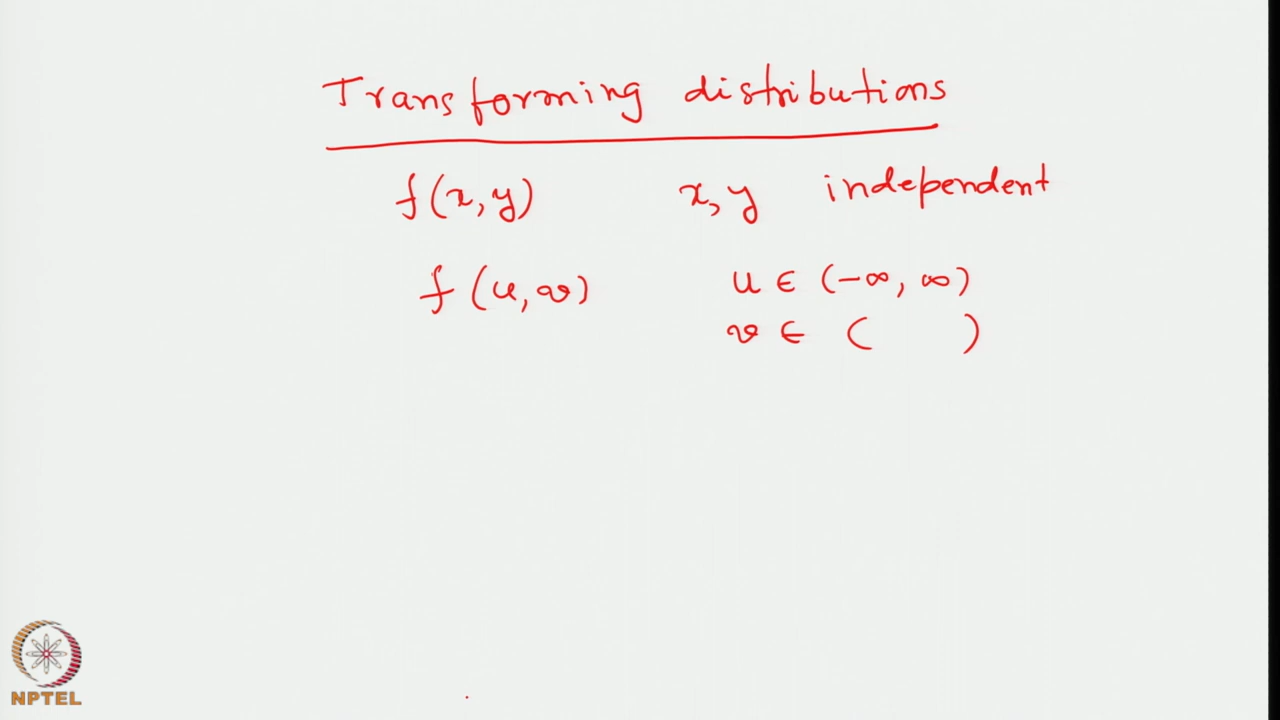 Transforming distributions
f(x,y) x,y independent
f(u,v) u ∈ (-∞, ∞)
v ∈ ( )
NPTEL